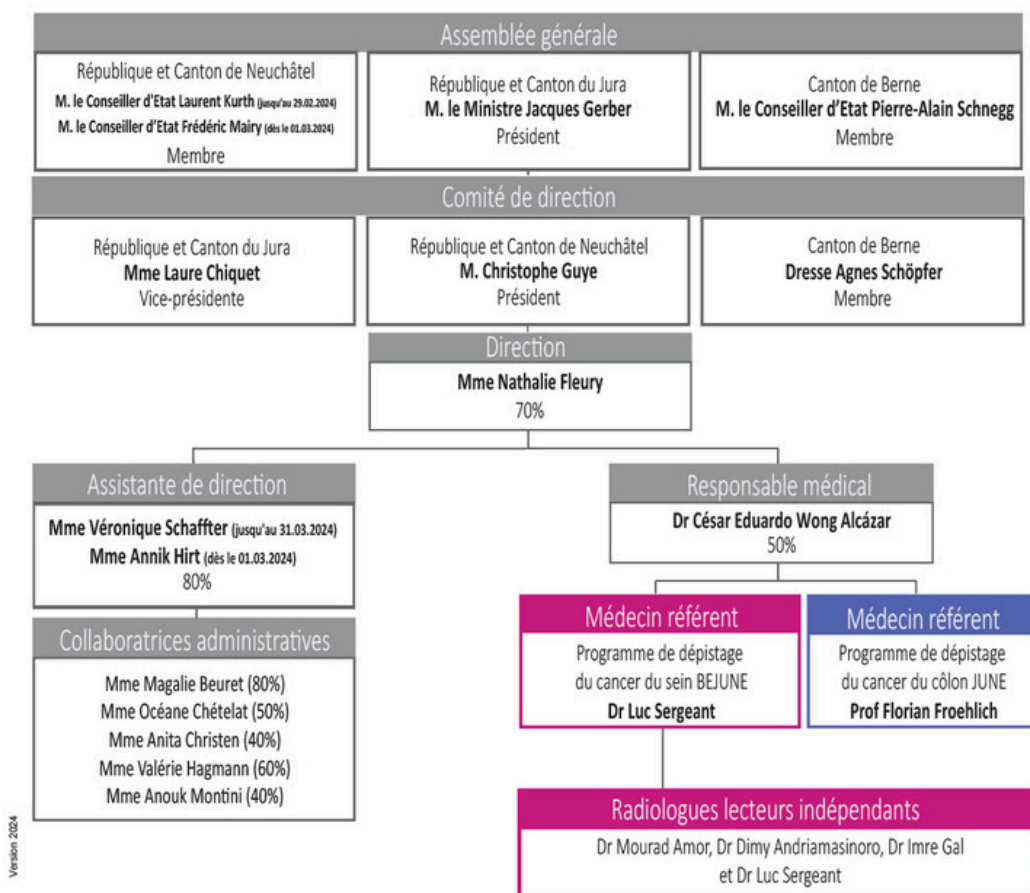 Assemblée générale
République et Canton de Neuchâtel
M. le Conseiller d'Etat Laurent Kurth (jusqu'au 29.02.2024)
M. le Conseiller d'Etat Frédéric Mairy (dès le 01.03.2024)
Membre
République et Canton du Jura
M. le Ministre Jacques Gerber
Président
Canton de Berne
M. le Conseiller d'Etat Pierre-Alain Schnegg
Membre
Comité de direction
République et Canton du Jura
Mme Laure Chiquet
Vice-présidente
République et Canton de Neuchâtel
M. Christophe Guye
Président
Canton de Berne
Dresse Agnes Schöpfer
Membre
Direction
Mme Nathalie Fleury
70%
Assistante de direction
Mme Véronique Schaffter (jusqu'au 31.03.2024)
Mme Annik Hirt (dès le 01.03.2024)
80%
Responsable médical
Dr César Eduardo Wong Alcázar
50%
Collaboratrices administratives
Mme Magalie Beuret (80%)
Mme Océane Chételat (50%)
Mme Anita Christen (40%)
Mme Valérie Hagmann (60%)
Mme Anouk Montini (40%)
Médecin référent
Programme de dépistage
du cancer du sein BEJUNE
Dr Luc Sergeant
Médecin référent
Programme de dépistage
du cancer du côlon JUNE
Prof Florian Froehlich
Radiologues lecteurs indépendants
Dr Mourad Amor, Dr Dimy Andriamasinoro, Dr Imre Gal
et Dr Luc Sergeant
Version 2024